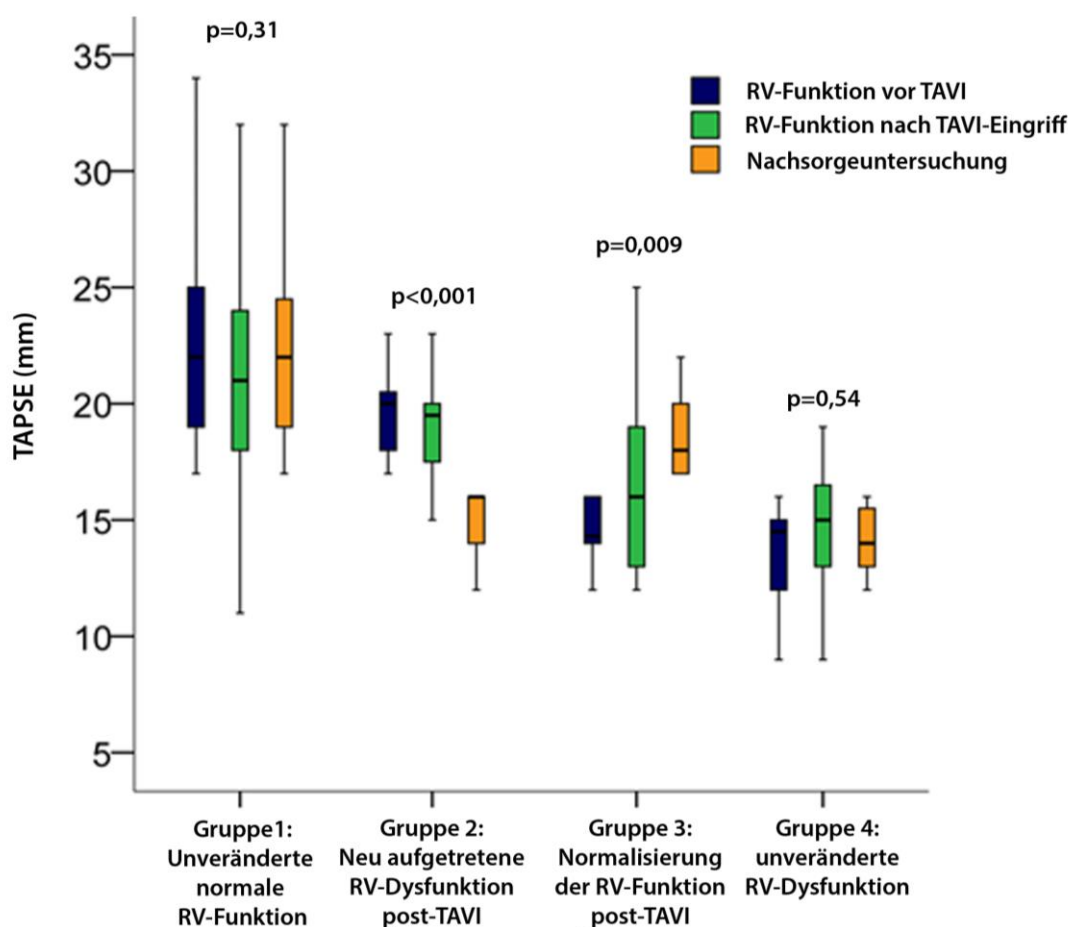 p=0,31
35
RV-Funktion vor TAVI
RV-Funktion nach TAVI-Eingriff
Nachsorgeuntersuchung
30
p=0,009
25
p<0,001
20
p=0,54
15
10
5
TAPSE (mm)
Gruppe1:
Unveränderte
normale
RV-Funktion
Gruppe 2:
Neu aufgetretene
RV-Dysfunktion
post-TAVI
Gruppe 3:
Normalisierung
der RV-Funktion
post-TAVI
Gruppe 4:
unveränderte
RV-Dysfunktion